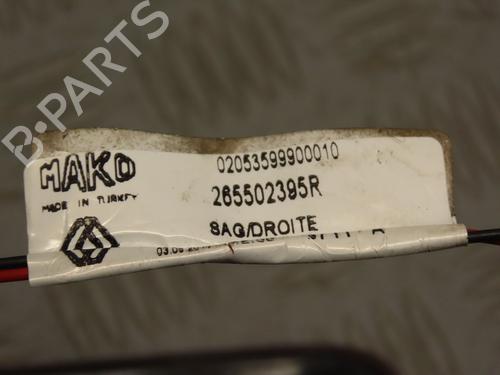 B-PARTS
MAKO
02053599900010
MADE IN TURKEY
265502395R
SAG/DROITE